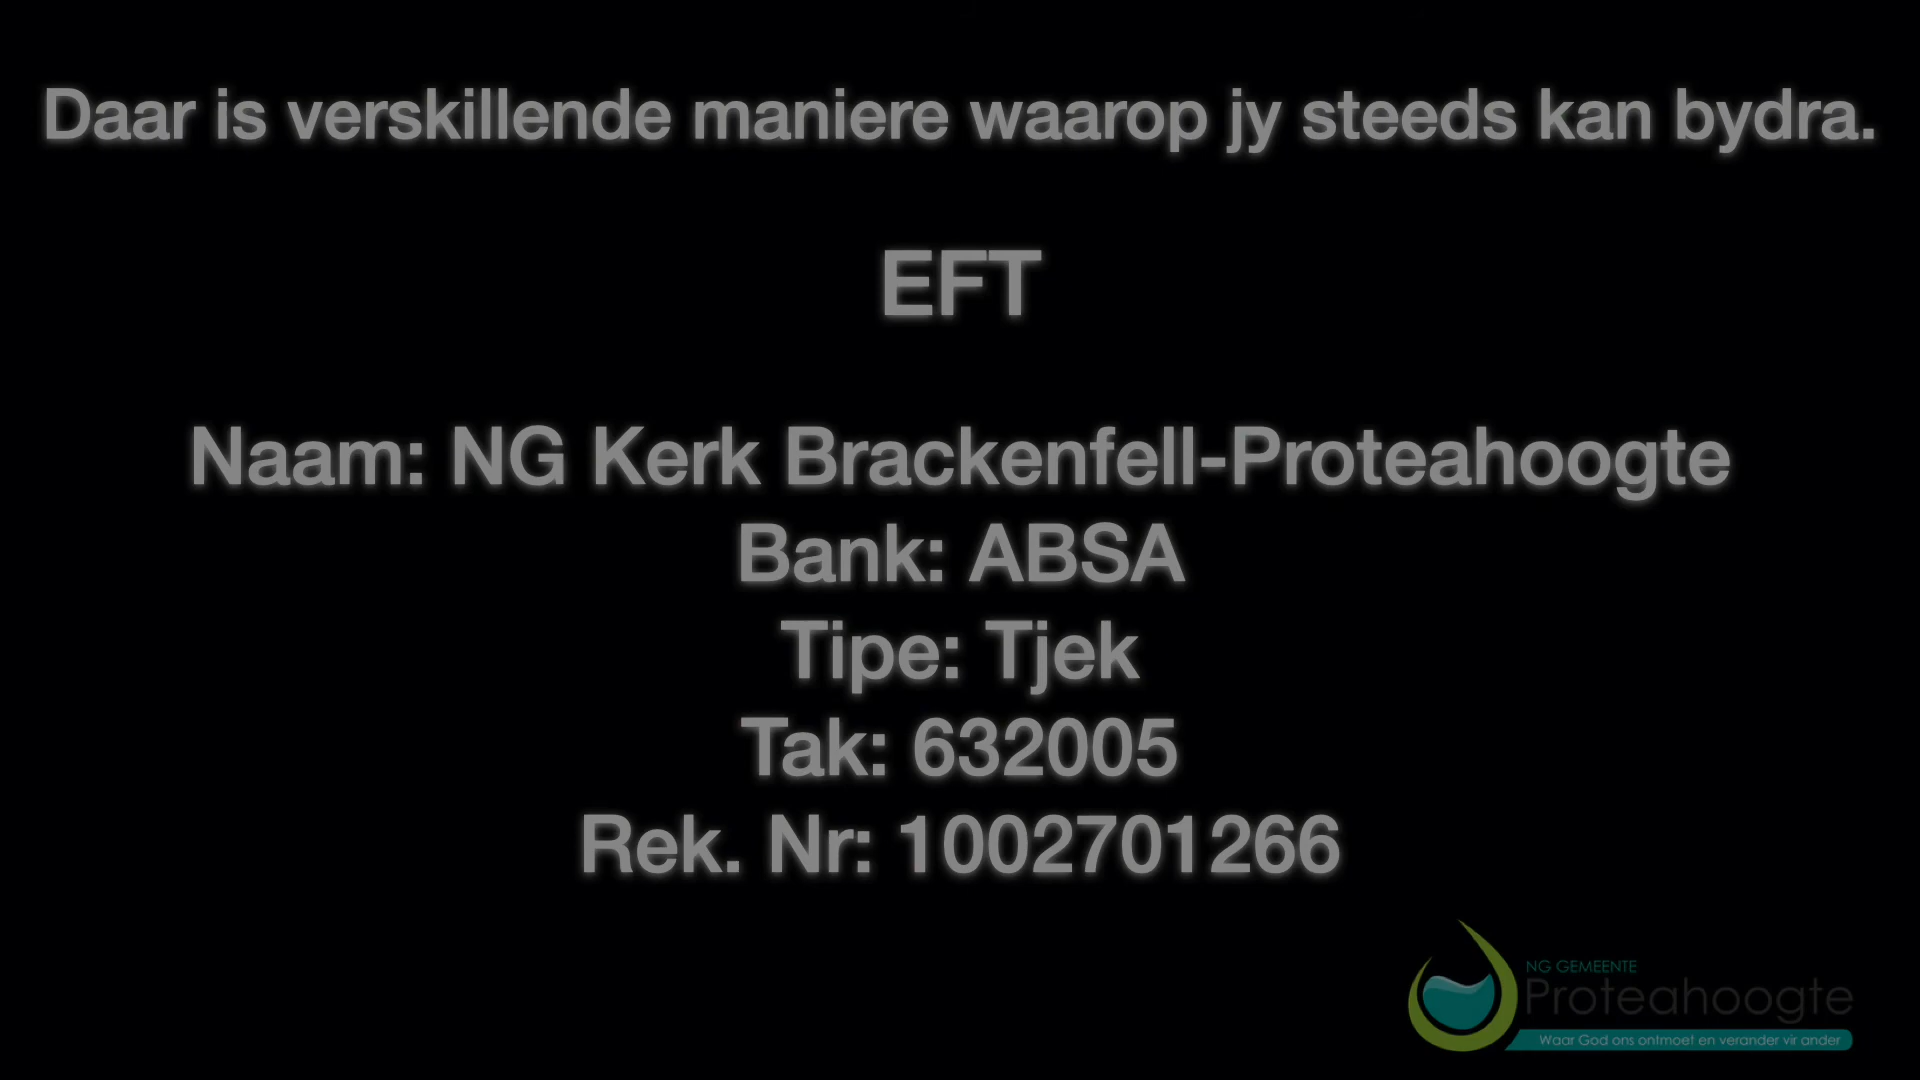 Daar is verskillende maniere waarop jy steeds kan bydra.
EFT
Naam: NG Kerk Brackenfell-Proteahoogte
Bank: ABSA
Tipe: Tjek
Tak: 632005
Rek. Nr: 1002701266
NG GEMEENTE
Proteahoogte
Waar God ons ontmoet en verander vir ander